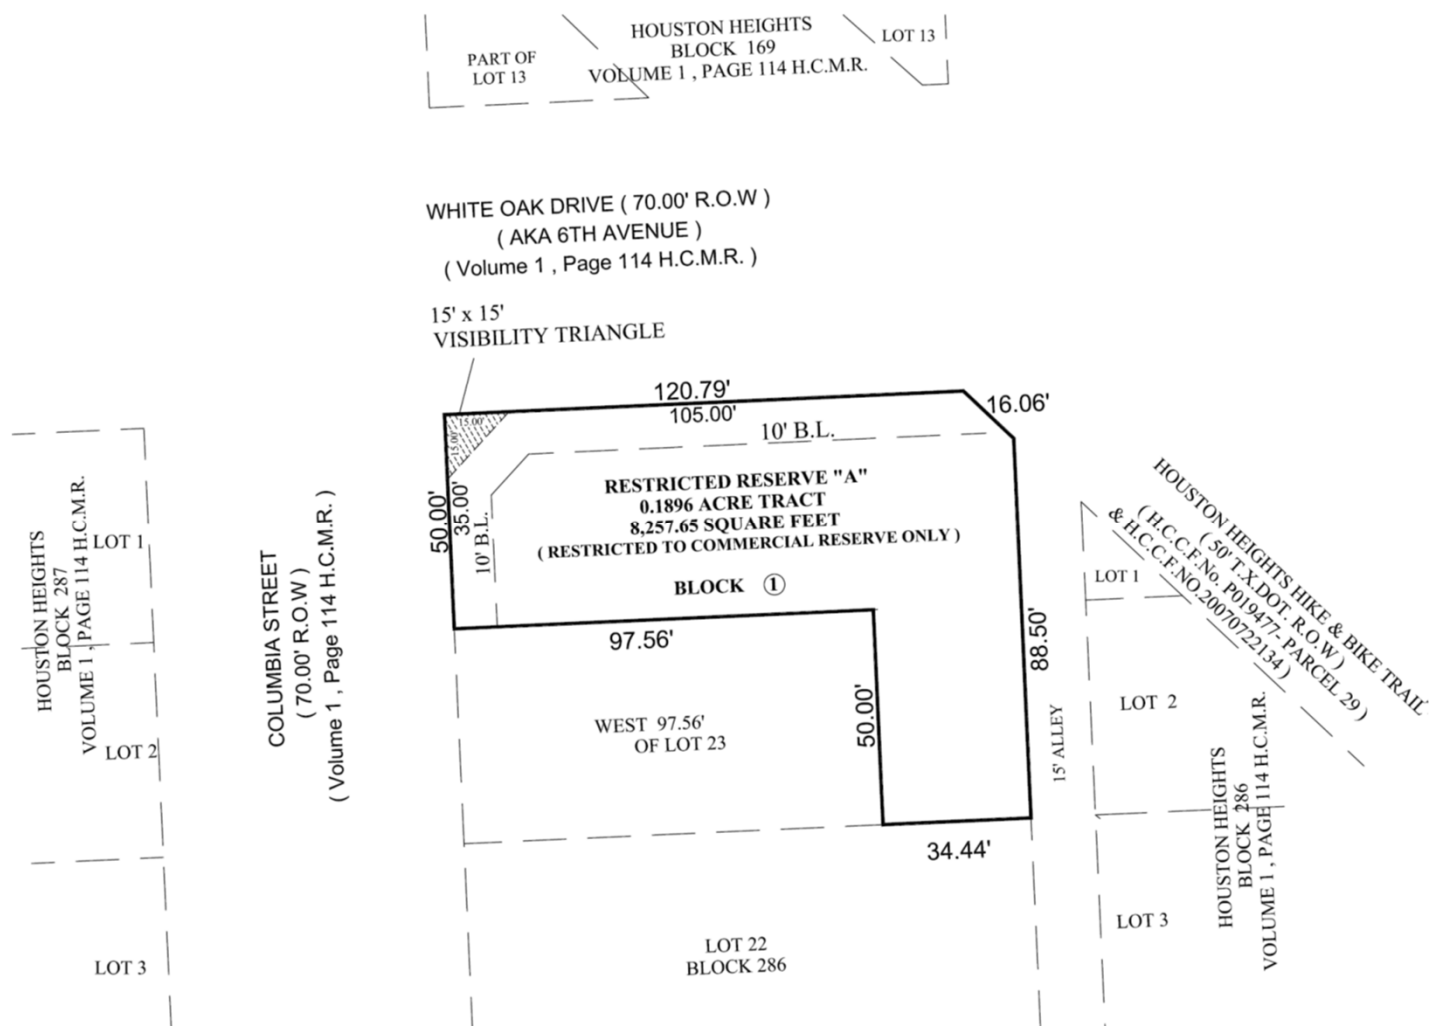 HOUSTON HEIGHTS
BLOCK 169
VOLUME 1 , PAGE 114 H.C.M.R.
PART OF
LOT 13
LOT 13
WHITE OAK DRIVE ( 70.00' R.O.W )
( AKA 6TH AVENUE )
( Volume 1 , Page 114 H.C.M.R. )
15' x 15'
VISIBILITY TRIANGLE
120.79'
105.00'
16.06'
15.00'
15.00'
10' B.L.
50.00'
35.00'
10' B.L.
RESTRICTED RESERVE "A"
0.1896 ACRE TRACT
8,257.65 SQUARE FEET
( RESTRICTED TO COMMERCIAL RESERVE ONLY )
BLOCK 1
97.56'
50.00'
88.50'
34.44'
WEST 97.56'
OF LOT 23
LOT 22
BLOCK 286
COLUMBIA STREET
( 70.00' R.O.W )
( Volume 1 , Page 114 H.C.M.R. )
HOUSTON HEIGHTS
BLOCK 287
VOLUME 1 , PAGE 114 H.C.M.R.
LOT 1
LOT 2
LOT 3
15' ALLEY
HOUSTON HEIGHTS HIKE & BIKE TRAIL
( 50' T.X.DOT. R.O.W )
( H.C.C.F.No. P019477- PARCEL 29 )
& H.C.C.F.NO.20070722134 )
LOT 1
LOT 2
LOT 3
HOUSTON HEIGHTS
BLOCK 286
VOLUME 1 , PAGE 114 H.C.M.R.